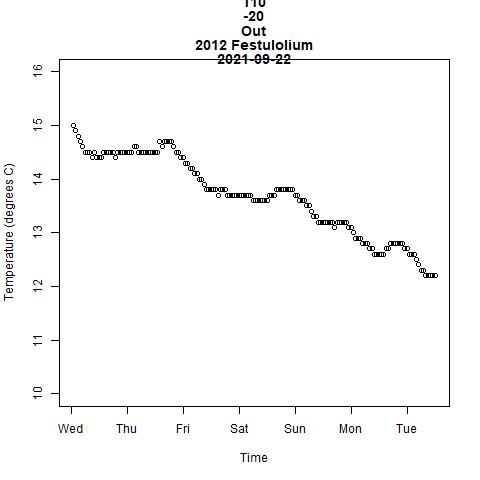 110
-20
Out
2012 Festulolium
2021-09-22
16
15
14
13
12
11
10
Temperature (degrees C)
Wed Thu Fri Sat Sun Mon Tue
Time